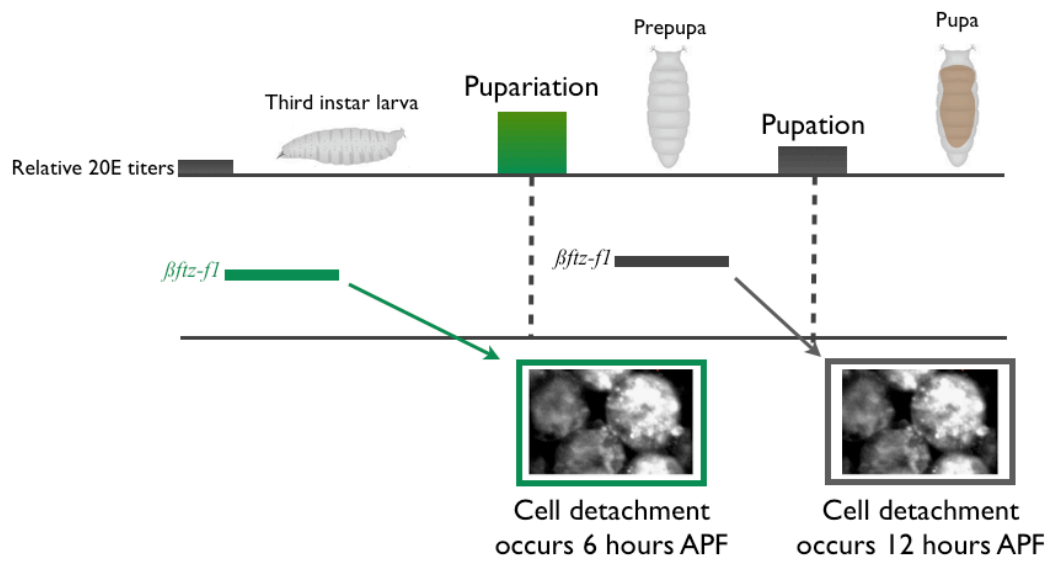 Prepupa
Pupa
Pupariation
Third instar larva
Pupation
Relative 20E titers
ßftz-f1
ßftz-f1
Cell detachment
occurs 6 hours APF
Cell detachment
occurs 12 hours APF